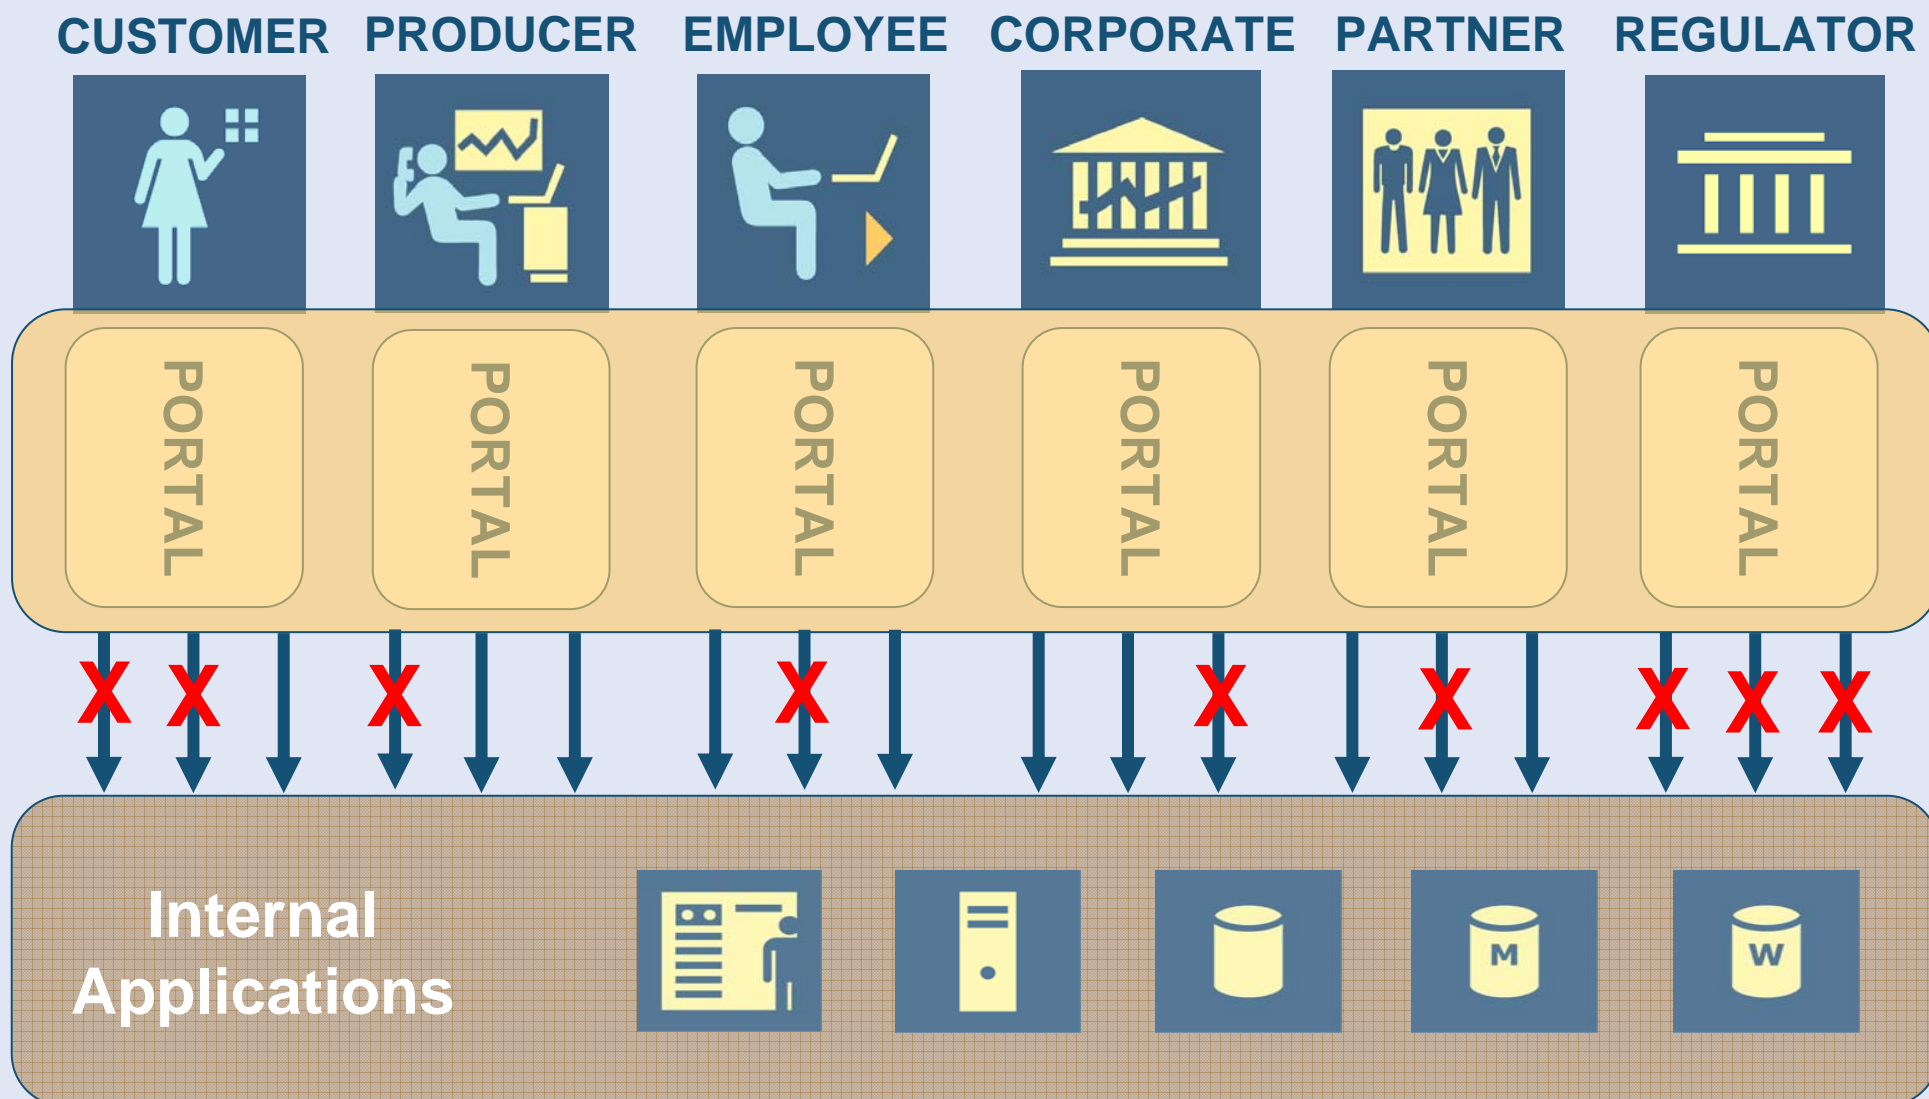 CUSTOMER PRODUCER EMPLOYEE CORPORATE PARTNER REGULATOR
PORTAL PORTAL PORTAL PORTAL PORTAL PORTAL
X X X X X X X X X
Internal
Applications
M W